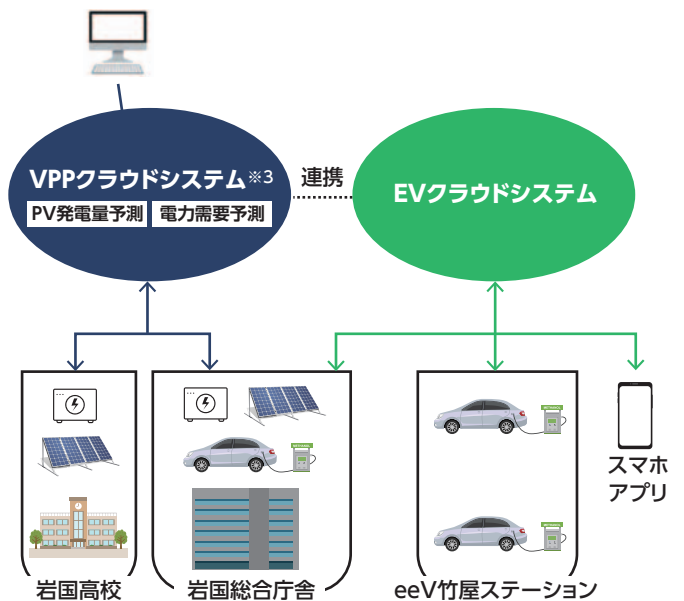 VPPクラウドシステム※3
PV発電量予測 電力需要予測
連携
EVクラウドシステム
スマホ
アプリ
岩国高校
岩国総合庁舎
eeV竹屋ステーション